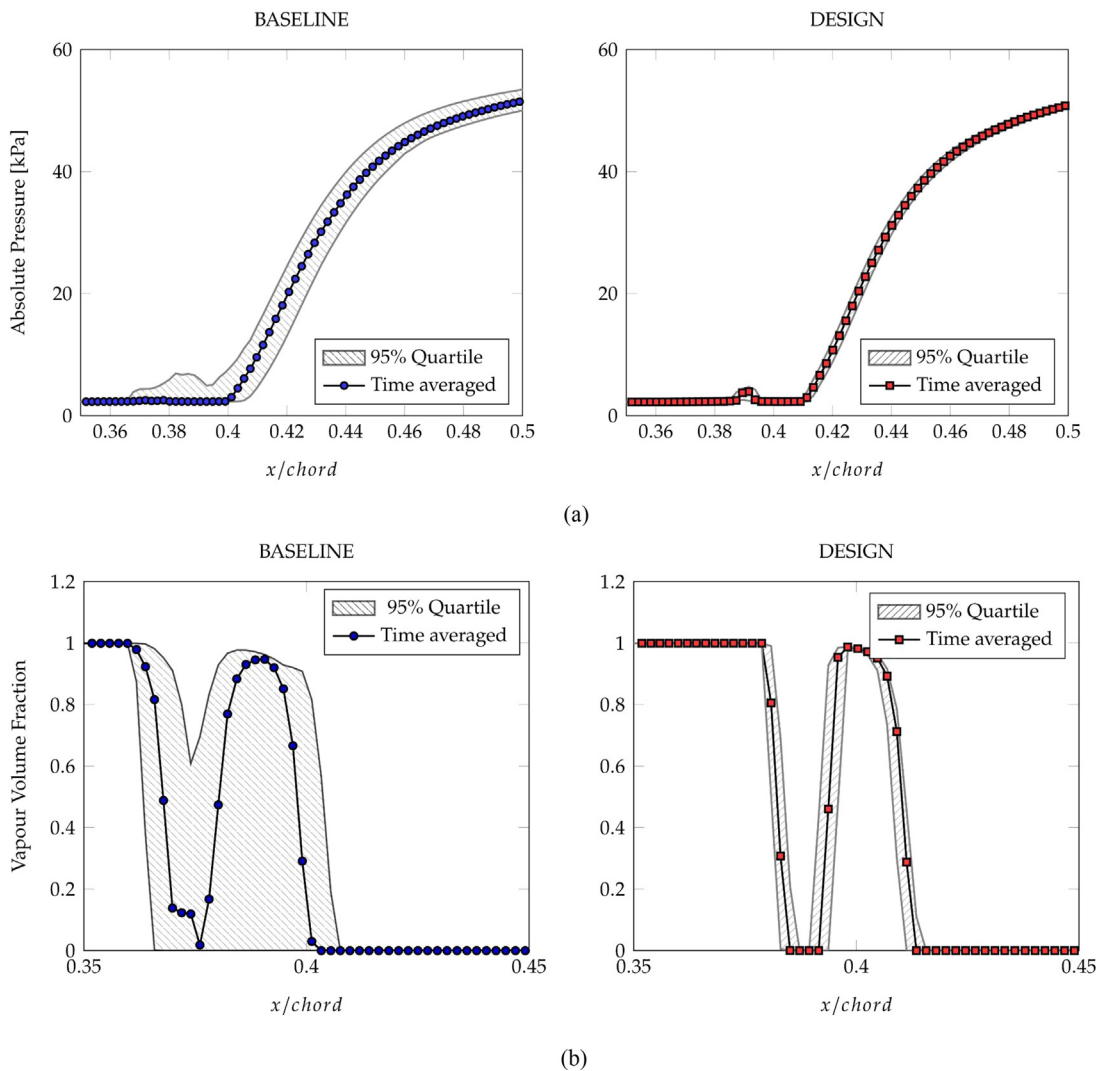 BASELINE
DESIGN
60
40
20
0
Absolute Pressure [kPa]
95% Quartile
Time averaged
0.36 0.38 0.4 0.42 0.44 0.46 0.48 0.5
x/chord
60
40
20
0
95% Quartile
Time averaged
0.36 0.38 0.4 0.42 0.44 0.46 0.48 0.5
x/chord
(a)
BASELINE
DESIGN
1.2
1
0.8
0.6
0.4
0.2
0
Vapour Volume Fraction
95% Quartile
Time averaged
0.35 0.4 0.45
x/chord
1.2
1
0.8
0.6
0.4
0.2
0
95% Quartile
Time averaged
0.35 0.4 0.45
x/chord
(b)